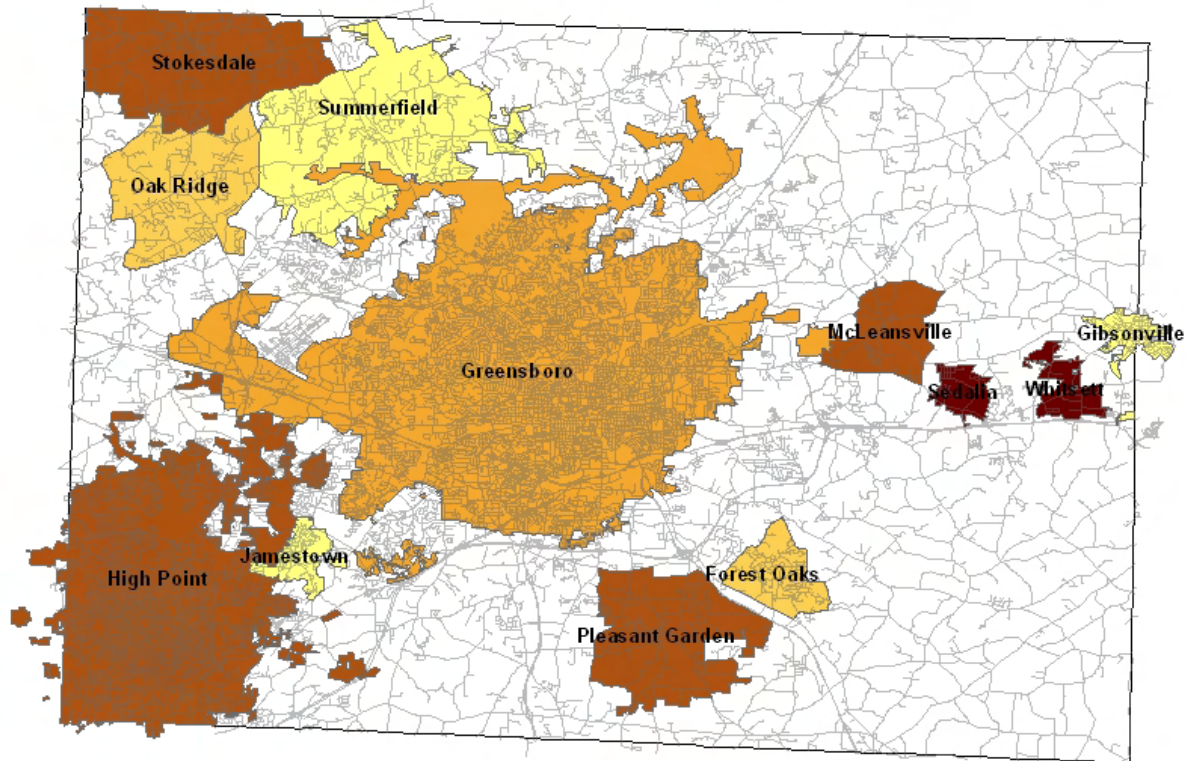 Stokesdale
Summerfield
Oak Ridge
McLeansville
Gibsonville
Greensboro
Sedalia
Whitsett
Jamestown
High Point
Forest Oaks
Pleasant Garden